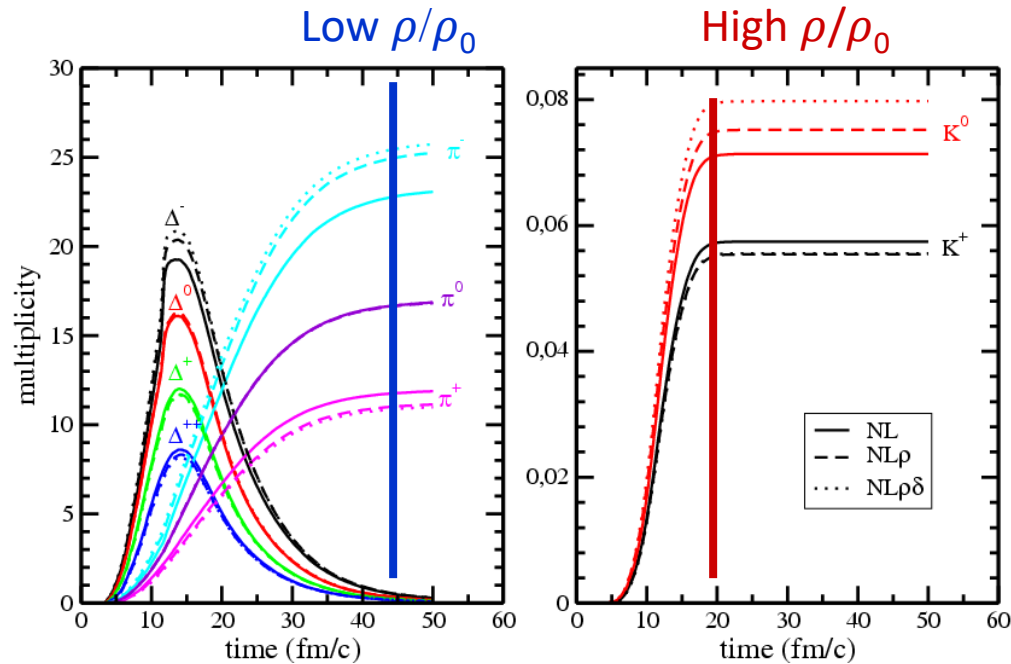 Low ρ/ρ₀
High ρ/ρ₀
multiplicity
30
25
20
15
10
5
0
Δ⁻
Δ⁰
Δ⁺
Δ⁺⁺
π⁻
π⁰
π⁺
0 10 20 30 40 50 60
time (fm/c)
0,08
0,06
0,04
0,02
0
K⁰
K⁺
NL
NLρ
NLρδ
0 10 20 30 40 50 60
time (fm/c)